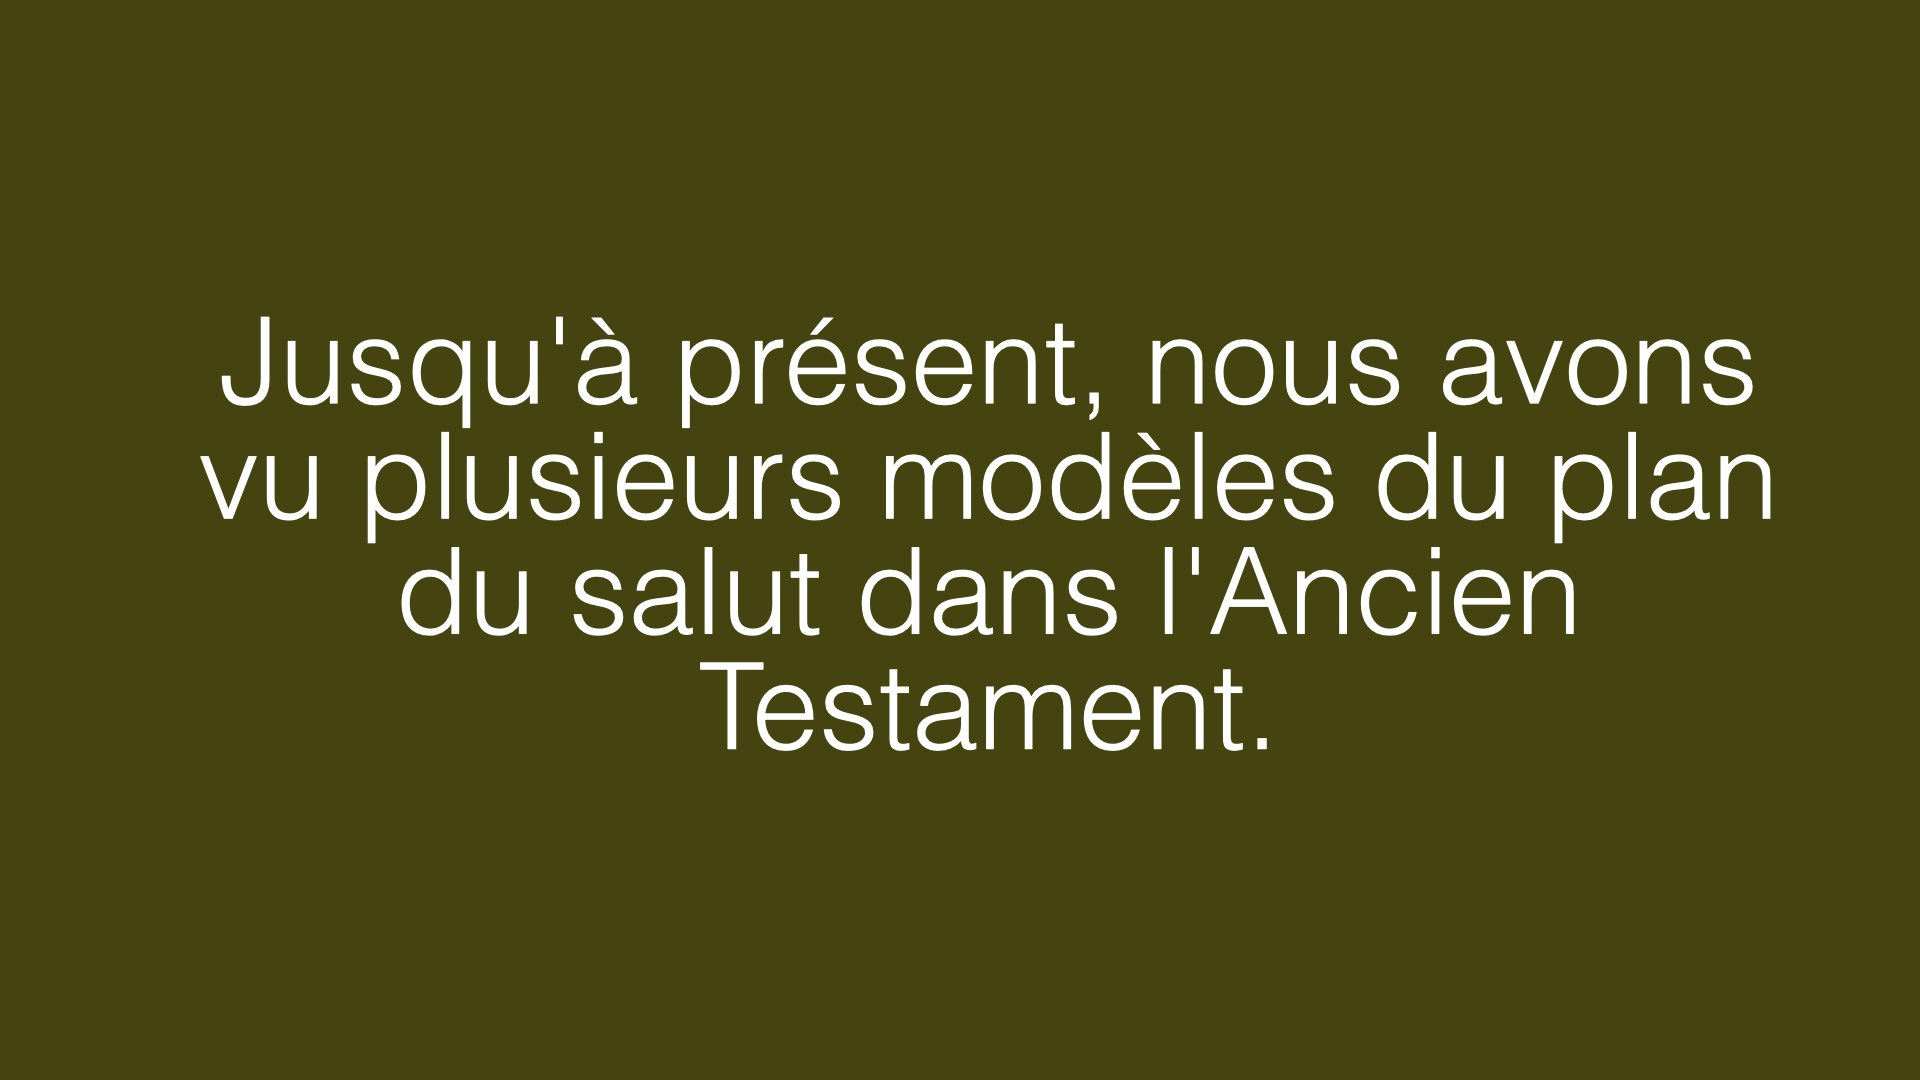 Jusqu'à présent, nous avons
vu plusieurs modèles du plan
du salut dans l'Ancien
Testament.